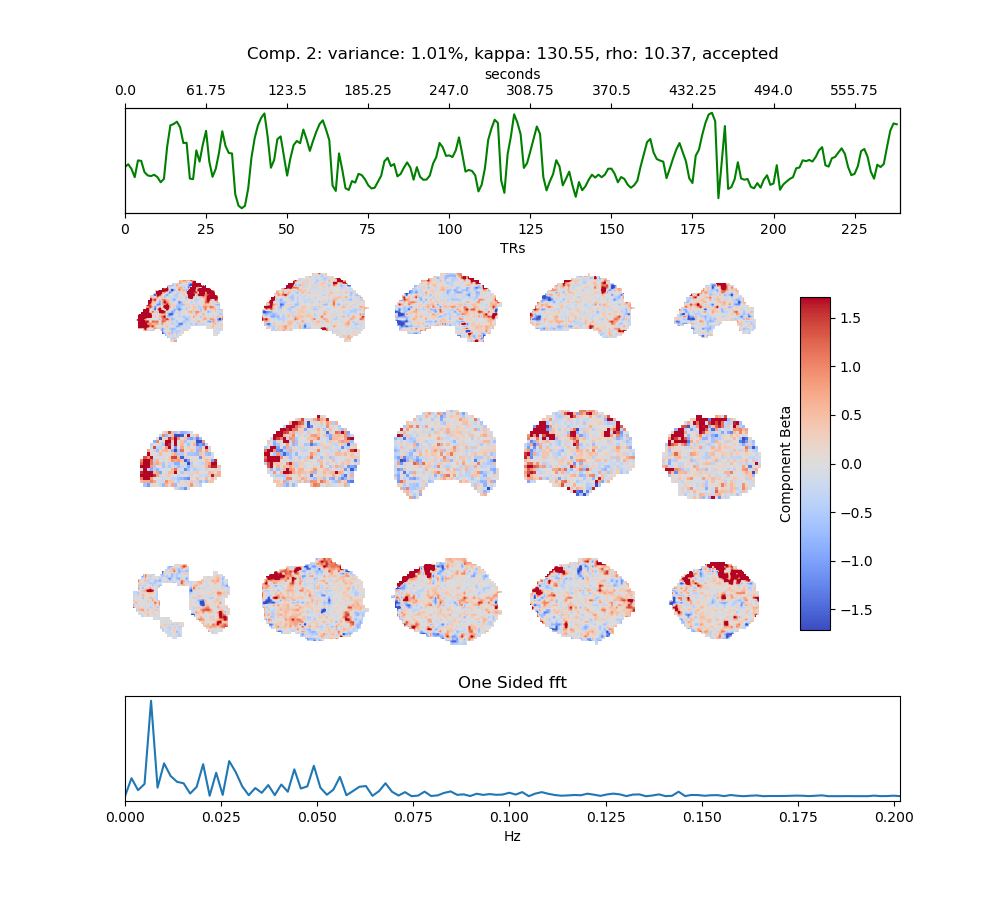 Comp. 2: variance: 1.01%, kappa: 130.55, rho: 10.37, accepted
seconds
0.0 61.75 123.5 185.25 247.0 308.75 370.5 432.25 494.0 555.75
0 25 50 75 100 125 150 175 200 225
TRs
1.5
1.0
0.5
0.0
−0.5
−1.0
−1.5
Component Beta
One Sided fft
0.000 0.025 0.050 0.075 0.100 0.125 0.150 0.175 0.200
Hz